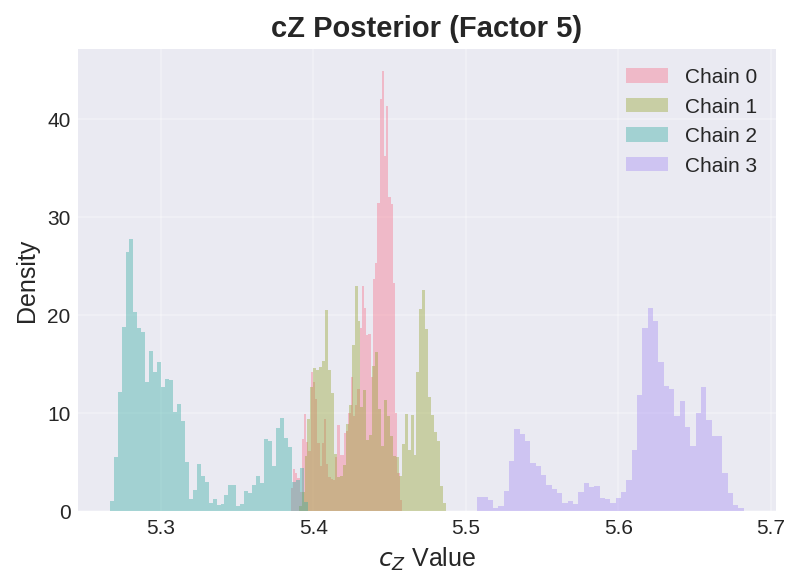 cZ Posterior (Factor 5)
Chain 0
Chain 1
Chain 2
Chain 3
Density
40
30
20
10
0
5.3
5.4
5.5
5.6
5.7
c_Z Value